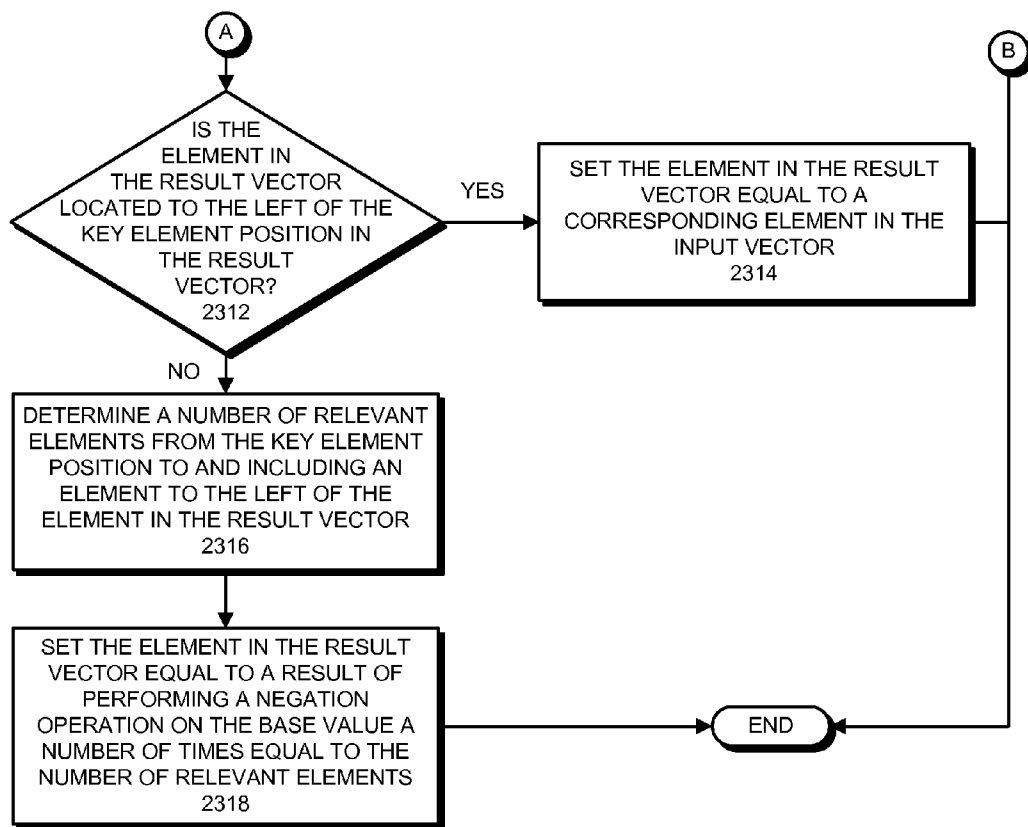 A
B
IS THE
ELEMENT IN
THE RESULT VECTOR
LOCATED TO THE LEFT OF THE
KEY ELEMENT POSITION IN
THE RESULT
VECTOR?
2312
YES
SET THE ELEMENT IN THE RESULT
VECTOR EQUAL TO A
CORRESPONDING ELEMENT IN THE
INPUT VECTOR
2314
NO
DETERMINE A NUMBER OF RELEVANT
ELEMENTS FROM THE KEY ELEMENT
POSITION TO AND INCLUDING AN
ELEMENT TO THE LEFT OF THE
ELEMENT IN THE RESULT VECTOR
2316
SET THE ELEMENT IN THE RESULT
VECTOR EQUAL TO A RESULT OF
PERFORMING A NEGATION
OPERATION ON THE BASE VALUE A
NUMBER OF TIMES EQUAL TO THE
NUMBER OF RELEVANT ELEMENTS
2318
END